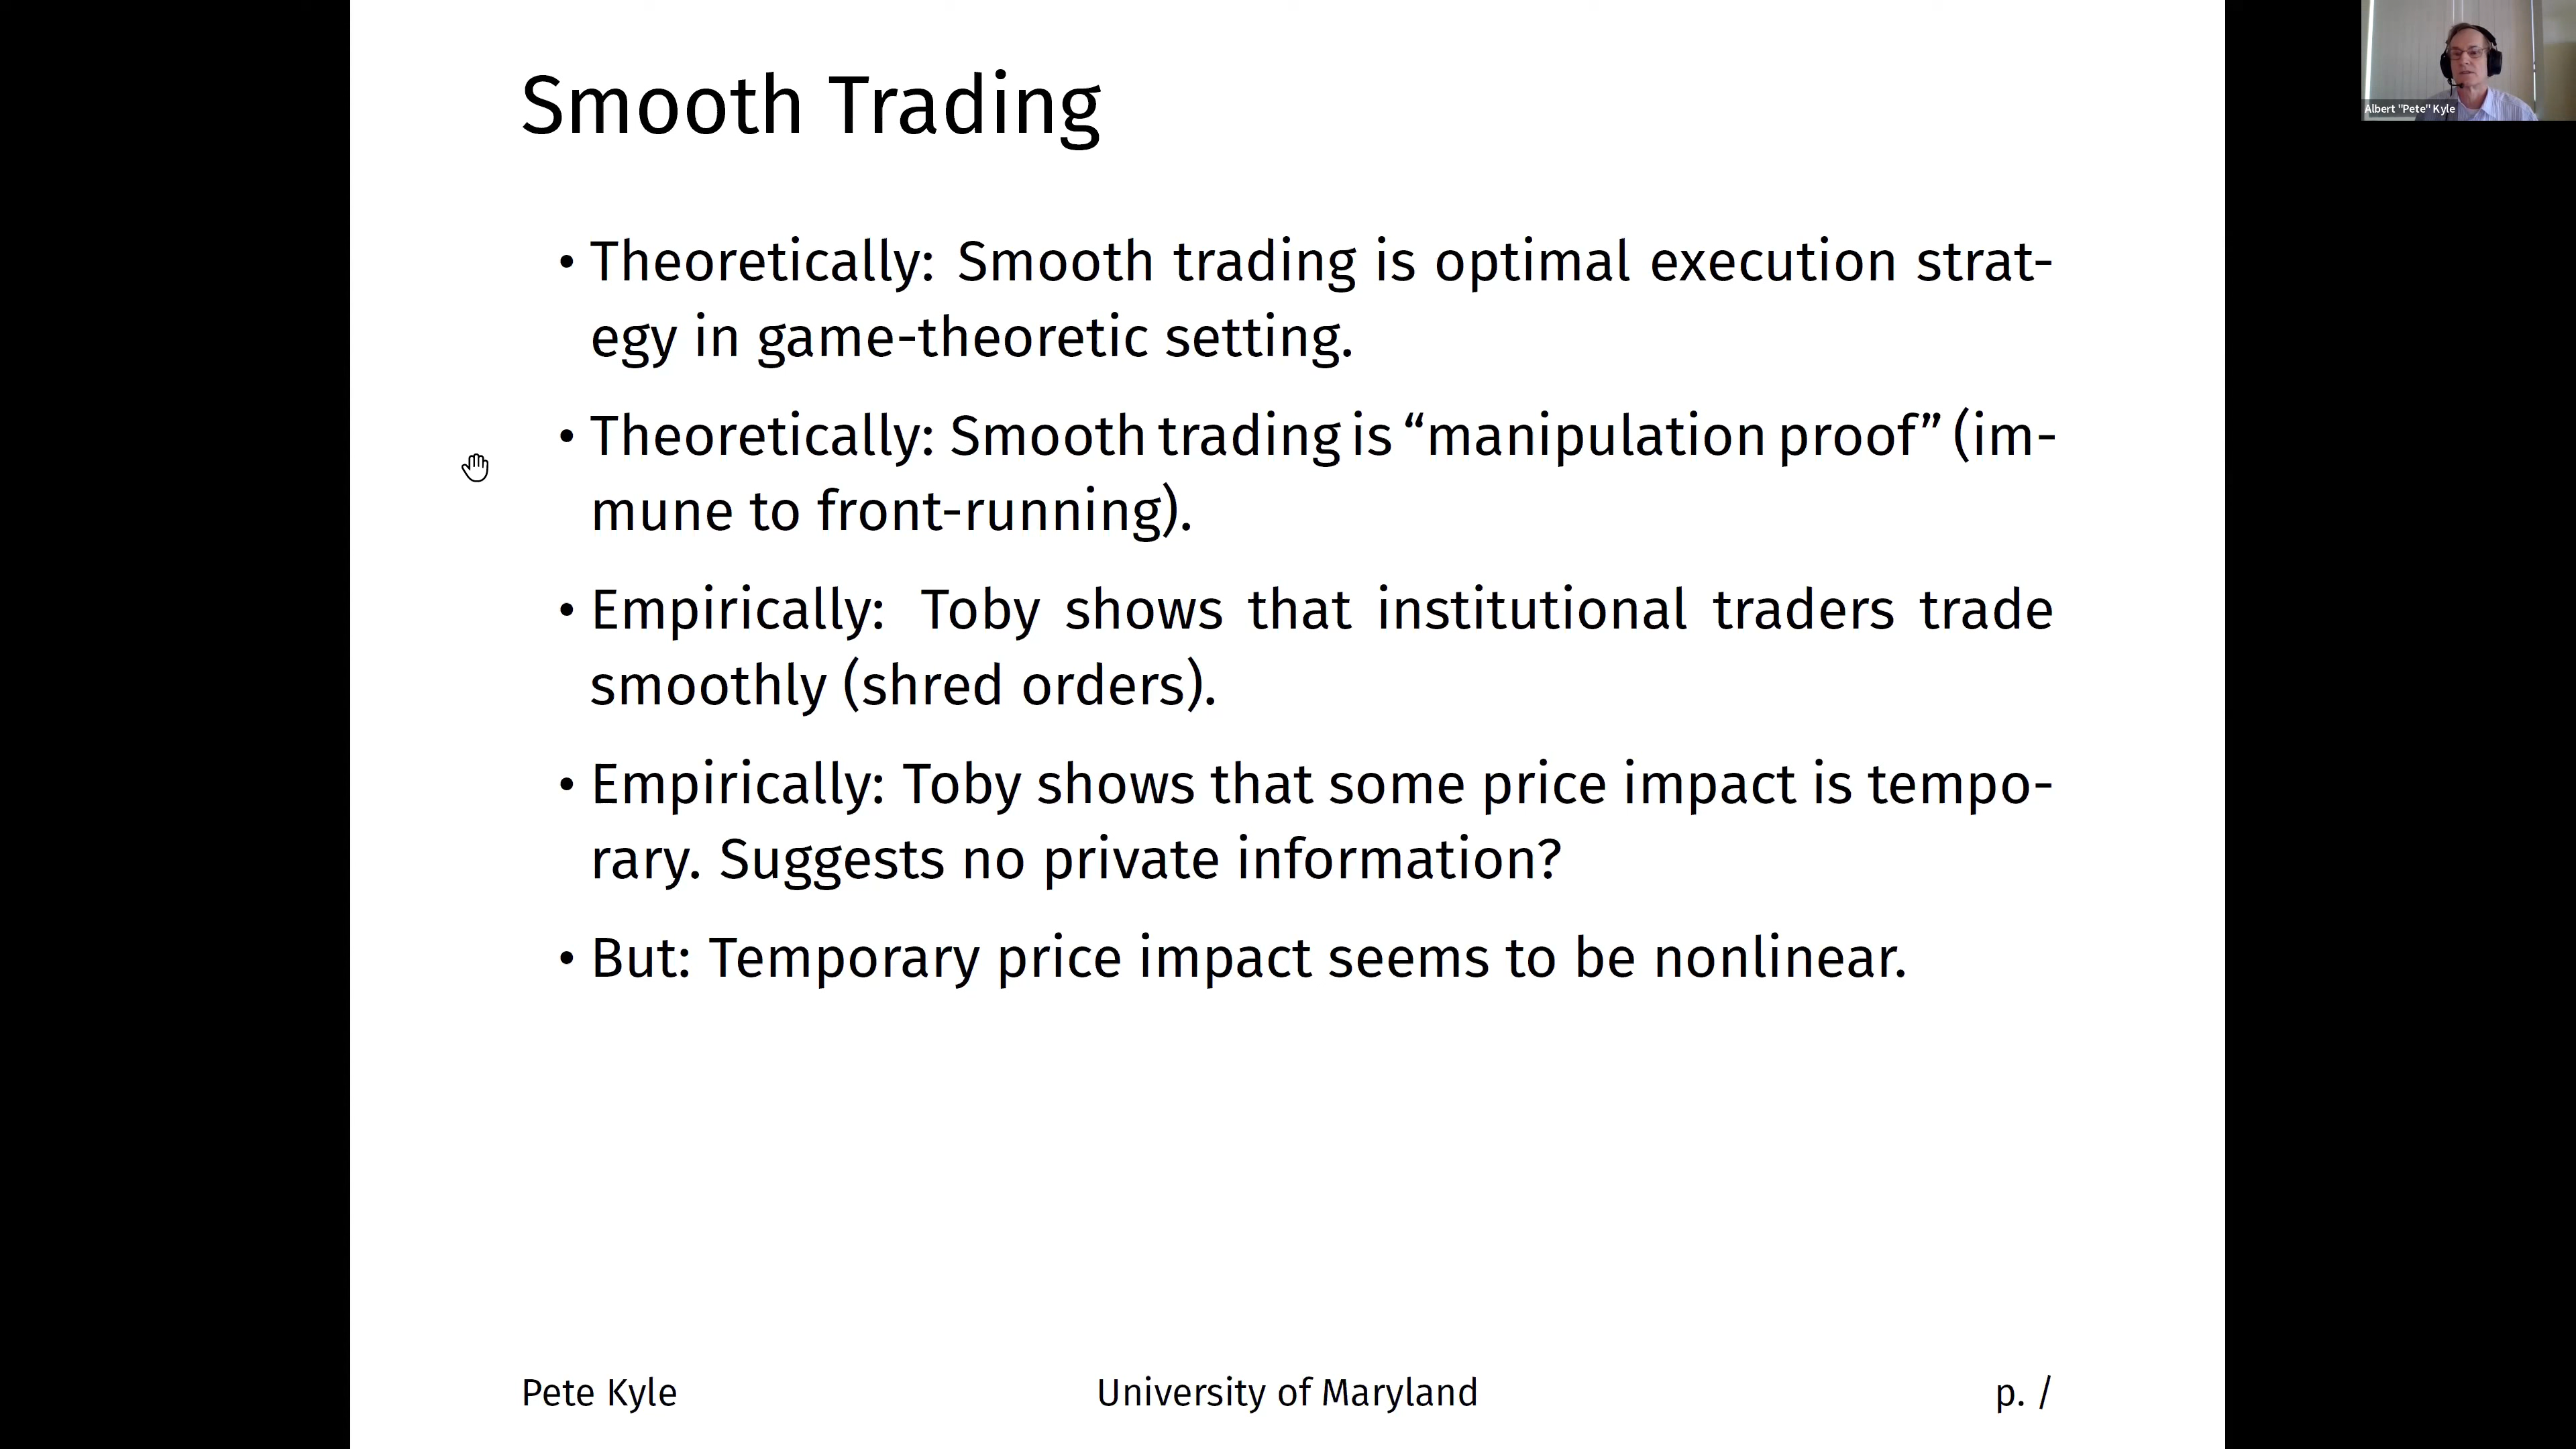 Smooth Trading
Albert "Pete" Kyle
• Theoretically: Smooth trading is optimal execution strat-
egy in game-theoretic setting.
• Theoretically: Smooth trading is “manipulation proof” (im-
mune to front-running).
• Empirically: Toby shows that institutional traders trade
smoothly (shred orders).
• Empirically: Toby shows that some price impact is tempo-
rary. Suggests no private information?
• But: Temporary price impact seems to be nonlinear.
Pete Kyle
University of Maryland
p. /